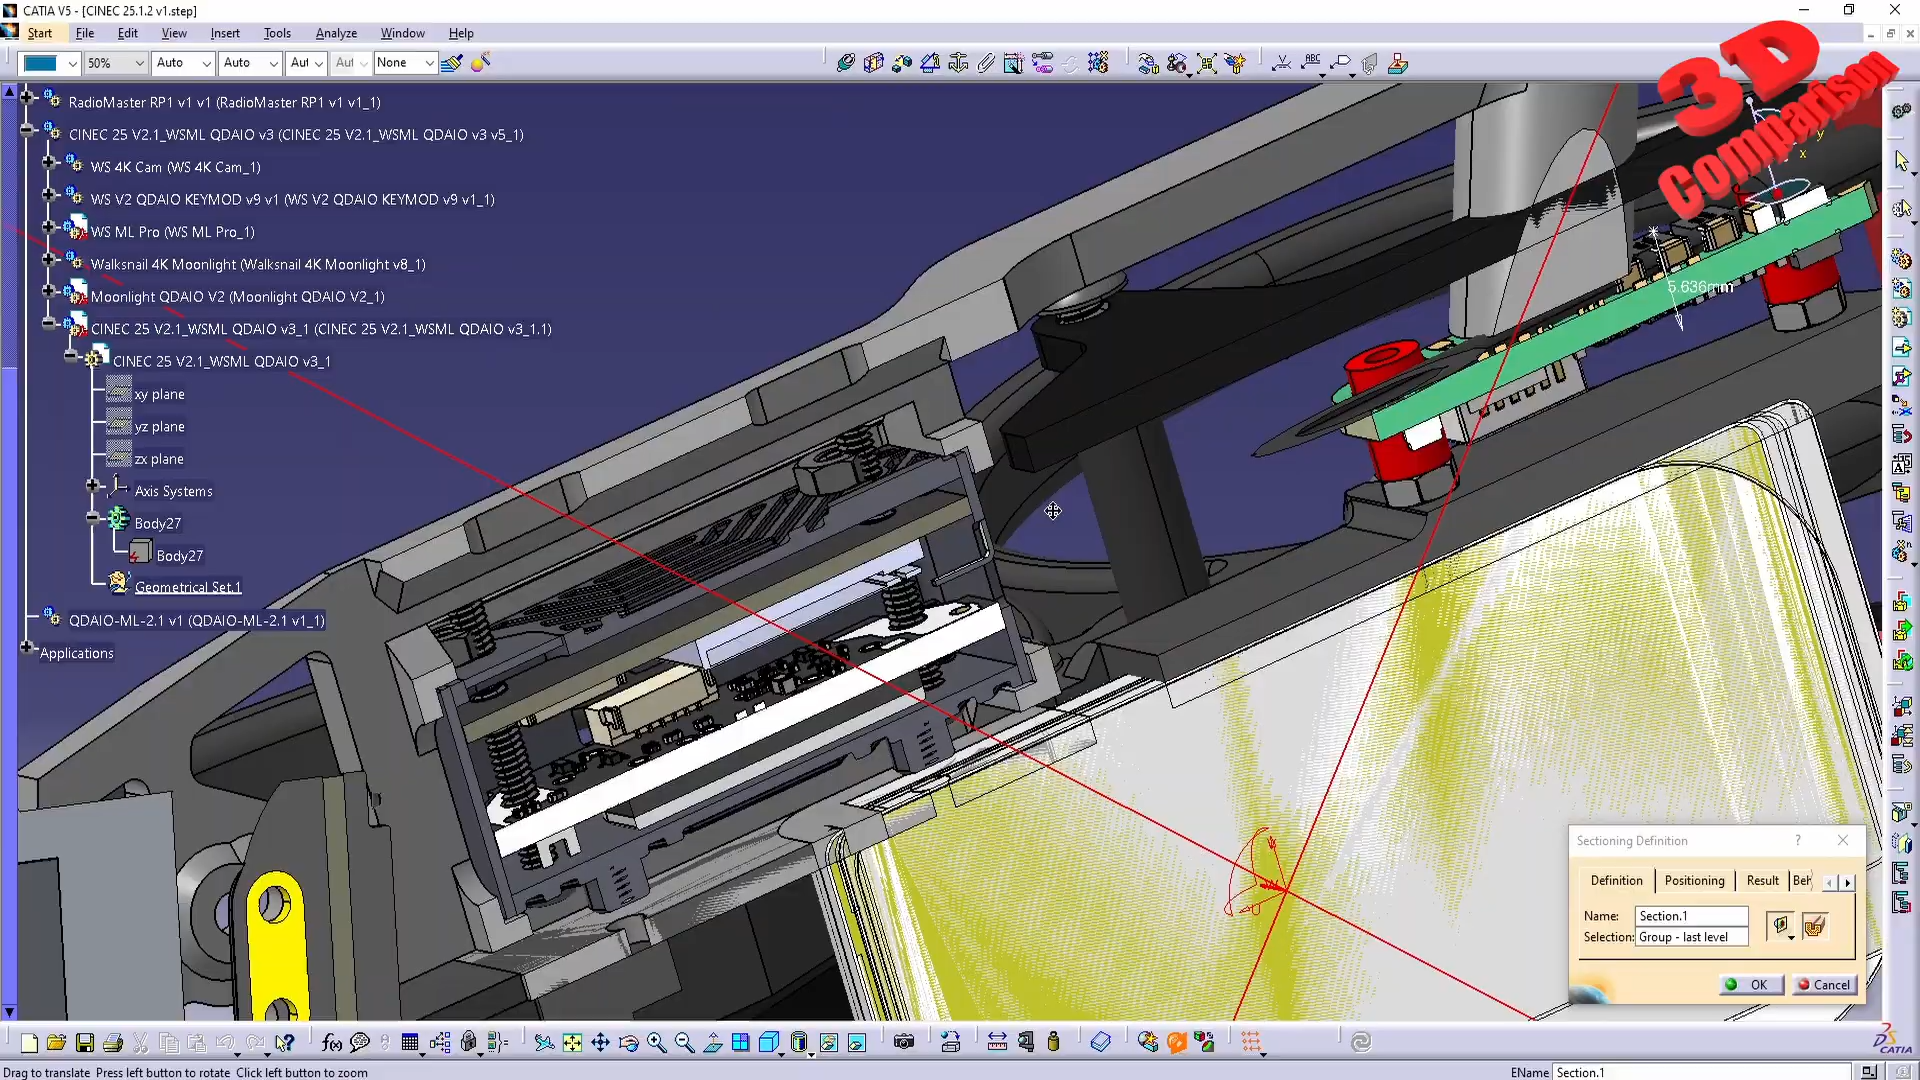 CATIA V5 - [CINEC 25.1.2 v1.step]
Start File Edit View Insert Tools Analyze Window Help
50% Auto Auto Aut Aut None
3D
Comparison
RadioMaster RP1 v1 v1 (RadioMaster RP1 v1 v1_1)
CINEC 25 V2.1_WSML QDAIO v3 (CINEC 25 V2.1_WSML QDAIO v3 v5_1)
WS 4K Cam (WS 4K Cam_1)
WS V2 QDAIO KEYMOD v9 v1 (WS V2 QDAIO KEYMOD v9 v1_1)
WS ML Pro (WS ML Pro_1)
Walksnail 4K Moonlight (Walksnail 4K Moonlight v8_1)
Moonlight QDAIO V2 (Moonlight QDAIO V2_1)
CINEC 25 V2.1_WSML QDAIO v3_1 (CINEC 25 V2.1_WSML QDAIO v3_1.1)
CINEC 25 V2.1_WSML QDAIO v3_1
xy plane
yz plane
zx plane
Axis Systems
Body27
Body27
Geometrical Set.1
QDAIO-ML-2.1 v1 (QDAIO-ML-2.1 v1_1)
Applications
y
x
5.636mm
Sectioning Definition ?
Definition Positioning Result Beh
Name: Section.1
Selection: Group - last level
OK Cancel
CATIA
Drag to translate Press left button to rotate Click left button to zoom
EName Section.1